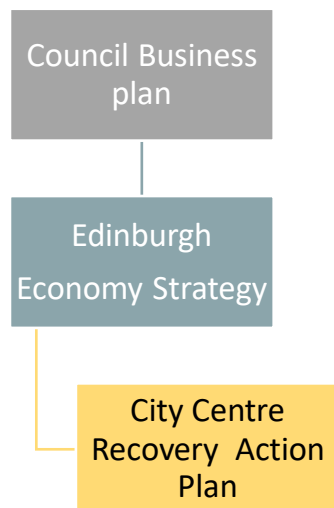 Council Business
plan
Edinburgh
Economy Strategy
City Centre
Recovery Action
Plan